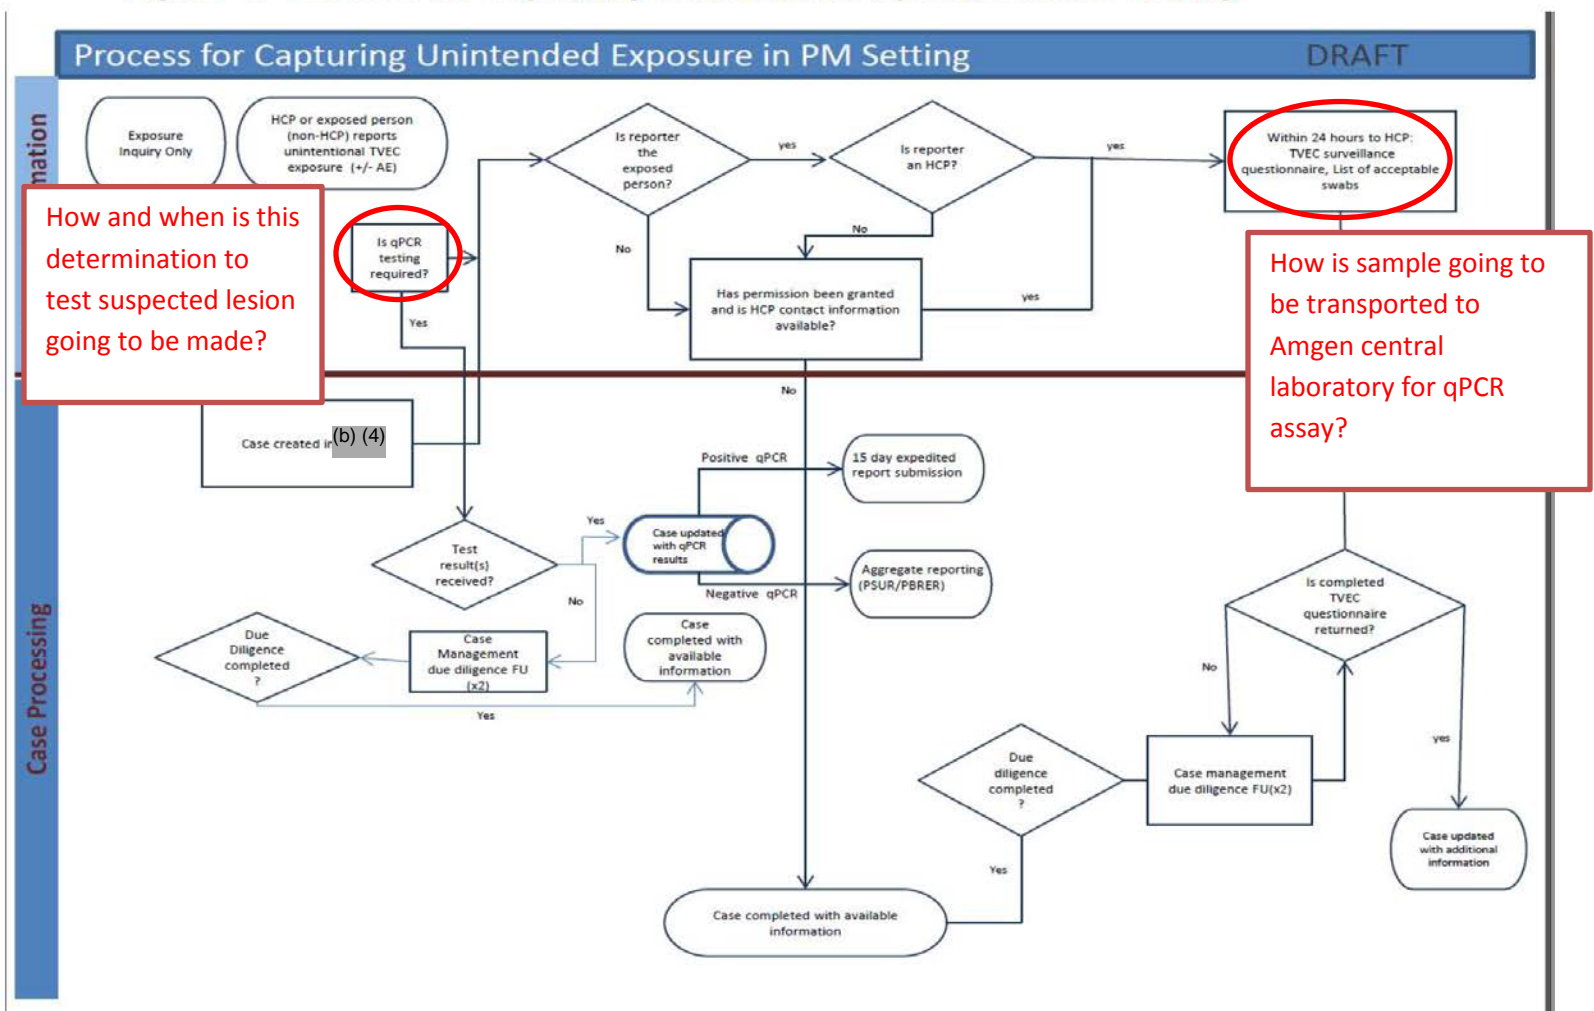 Process for Capturing Unintended Exposure in PM Setting
DRAFT
mation
Exposure
Inquiry Only
HCP or exposed person
(non-HCP) reports
unintentional TVEC
exposure (+/- AE)
Is reporter
the
exposed
person?
yes
Is reporter
an HCP?
yes
Within 24 hours to HCP:
TVEC surveillance
questionnaire, List of acceptable
swabs
How and when is this
determination to
test suspected lesion
going to be made?
Is qPCR
testing
required?
Yes
No
No
Has permission been granted
and is HCP contact information
available?
yes
How is sample going to
be transported to
Amgen central
laboratory for qPCR
assay?
No
Case Processing
Case created in
(b) (4)
Positive qPCR
15 day expedited
report submission
Test
result(s)
received?
Yes
Case updated
with qPCR
results
No
Negative qPCR
Aggregate reporting
(PSUR/PBRER)
Is completed
TVEC
questionnaire
returned?
Due
Diligence
completed
?
Case
Management
due diligence FU
(x2)
Case
completed with
available
information
Yes
No
yes
Due
diligence
completed
?
Case management
due diligence FU(x2)
Case updated
with additional
information
Yes
Case completed with available
information